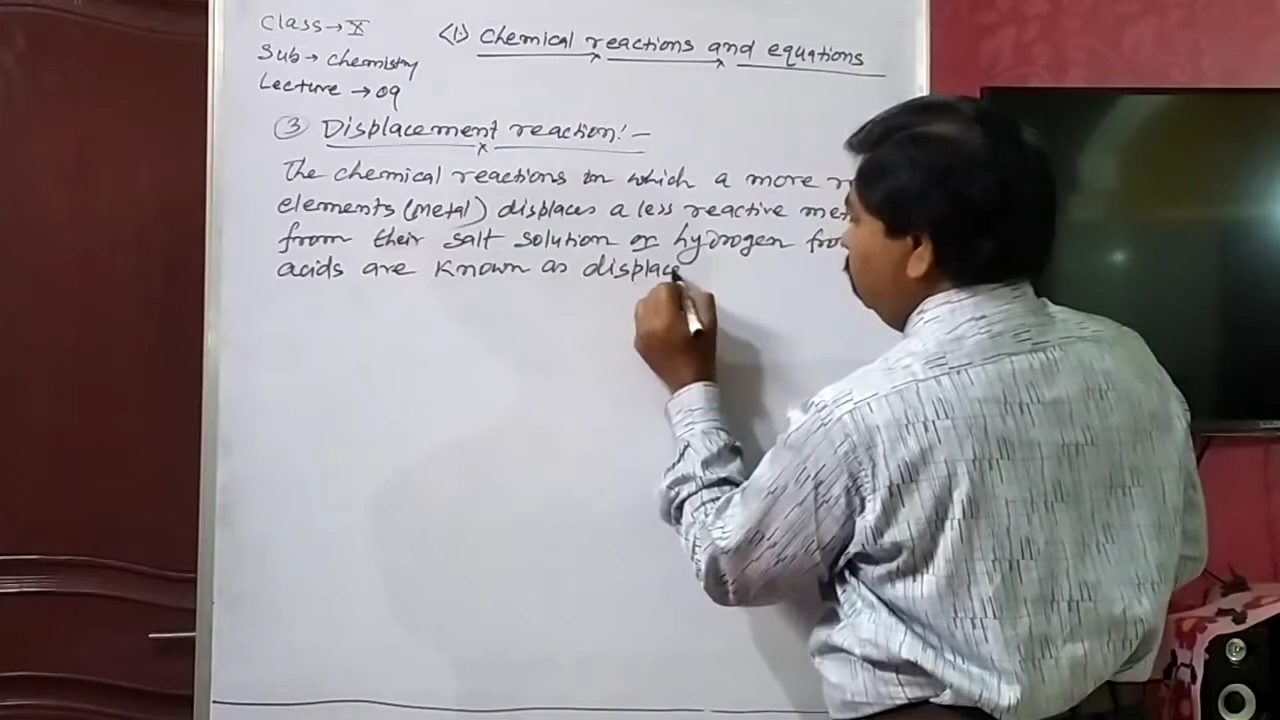 Class → X
Sub → Chemistry
Lecture → 09
<1> Chemical reactions and equations
③ Displacement reaction:-
The chemical reactions in which a more
elements (metal) displaces a less reactive
from their salt solution or hydrogen
acids are known as displace